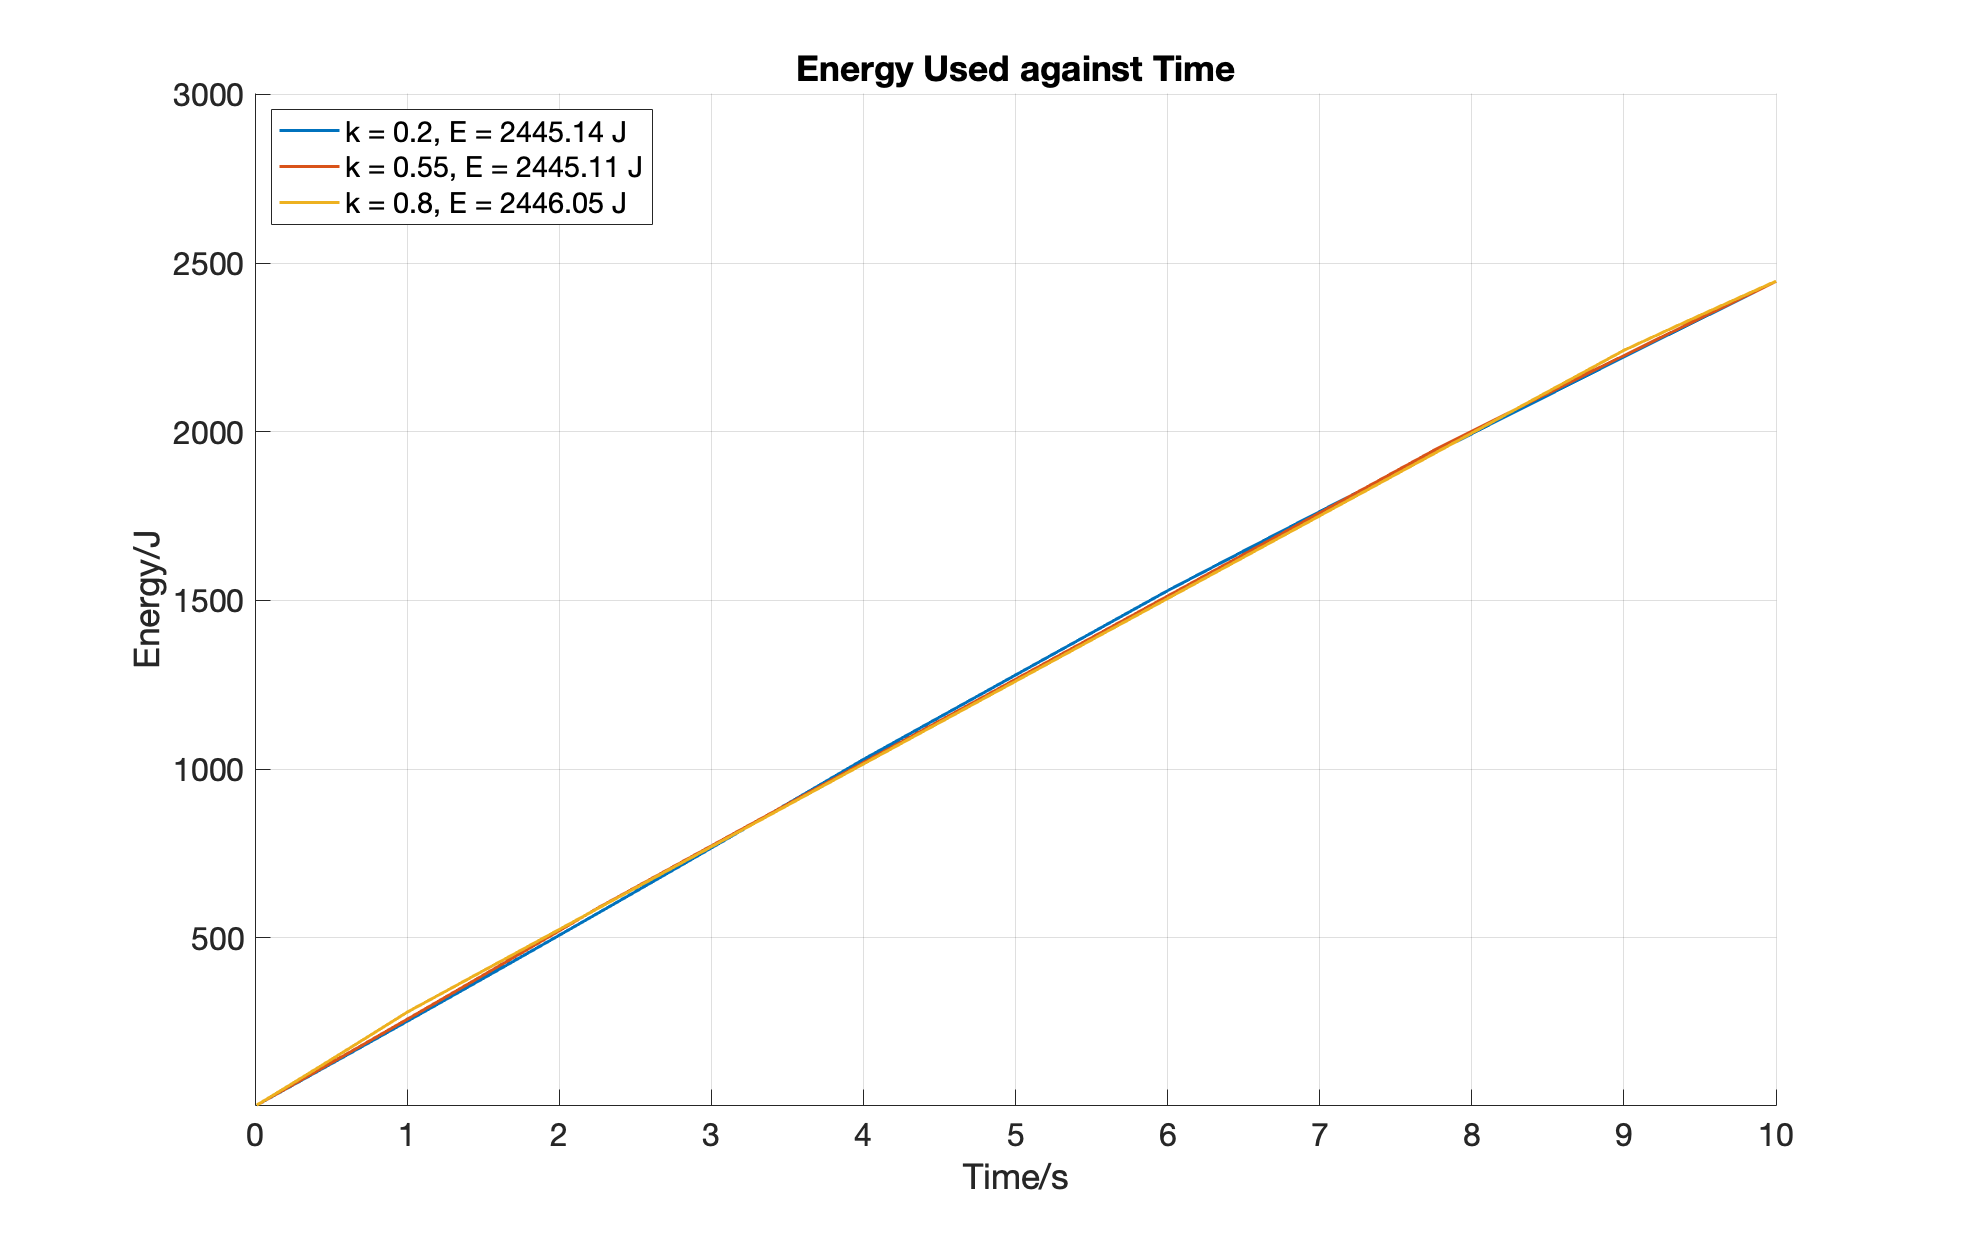 Energy Used against Time
k = 0.2, E = 2445.14 J
k = 0.55, E = 2445.11 J
k = 0.8, E = 2446.05 J
3000
2500
2000
1500
1000
500
Energy/J
0 1 2 3 4 5 6 7 8 9 10
Time/s